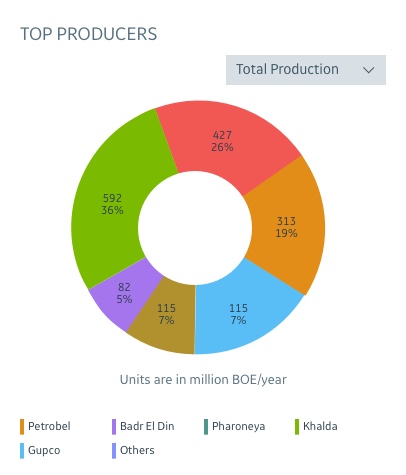 TOP PRODUCERS
Total Production
427
26%
592
36%
313
19%
82
5%
115
7%
115
7%
Units are in million BOE/year
Petrobel Badr El Din Pharoneya Khalda
Gupco Others